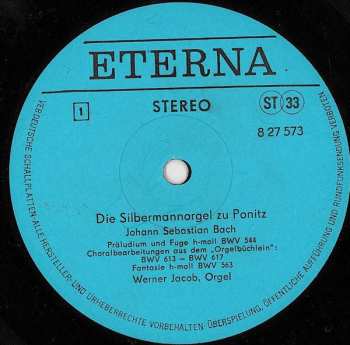 ETERNA
1
STEREO
ST 33
8 27 573
Die Silbermannorgel zu Ponitz
Johann Sebastian Bach
Präludium und Fuge h-moll BWV 544
Choralbearbeitungen aus dem „Orgelbüchlein":
BWV 613 – BWV 617
Fantasie h-moll BWV 563
Werner Jacob, Orgel
VEB DEUTSCHE SCHALLPLATTEN · ALLE HERSTELLER- UND URHEBERRECHTE VORBEHALTEN · ÜBERSPIELUNG, ÖFFENTLICHE AUFFÜHRUNG UND RUNDFUNKSENDUNG VERBOTEN